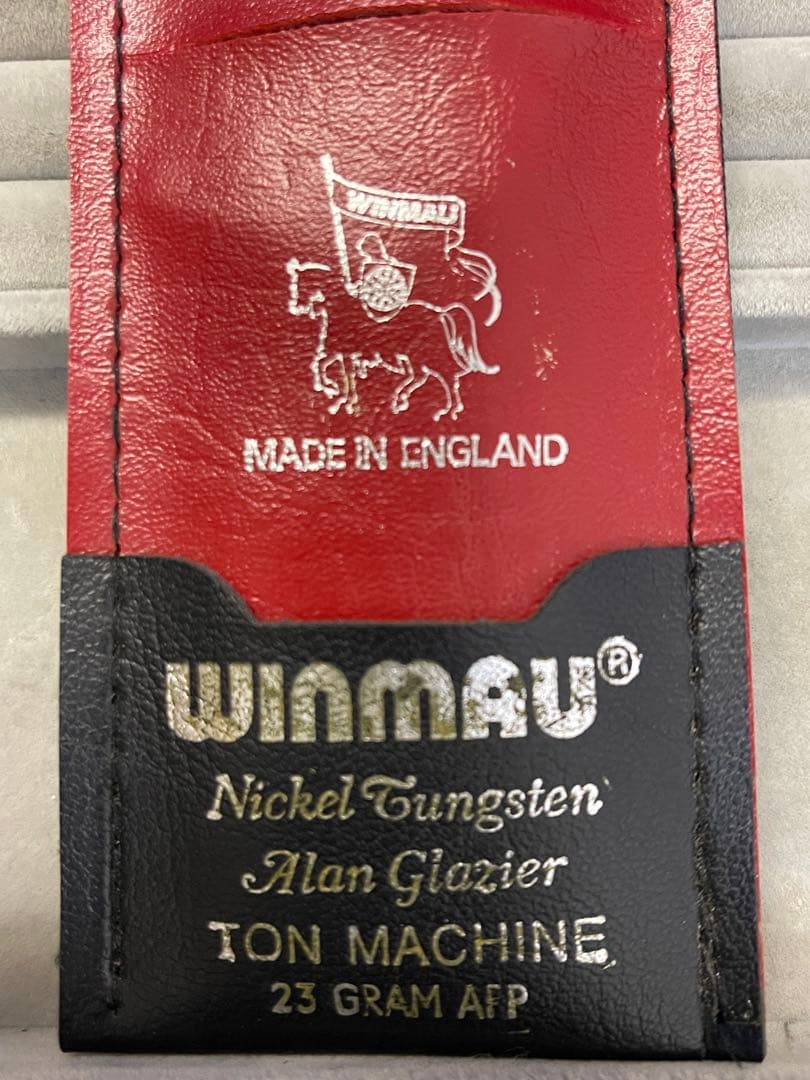 WINMAU
MADE IN ENGLAND
WINMAU®
Nickel Tungsten
Alan Glazier
TON MACHINE
23 GRAM AFP